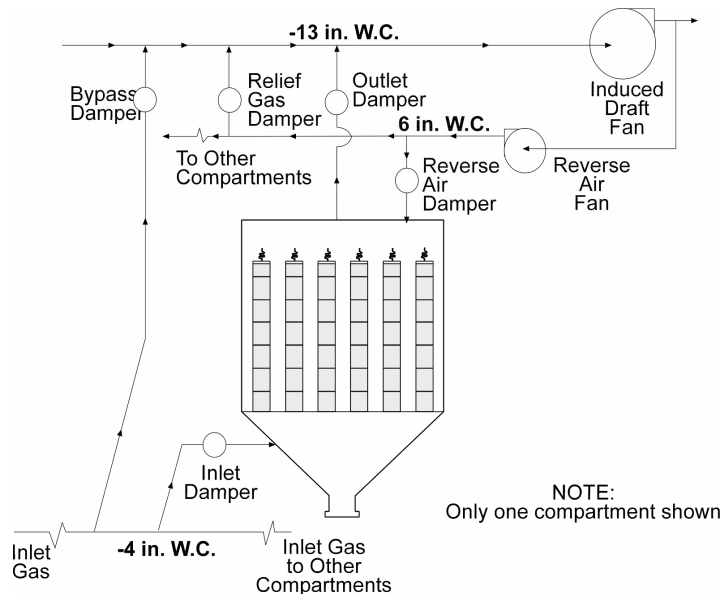 -13 in. W.C.
Bypass
Damper
Relief
Gas
Damper
Outlet
Damper
Induced
Draft
Fan
6 in. W.C.
To Other
Compartments
Reverse
Air
Damper
Reverse
Air
Fan
Inlet
Damper
NOTE:
Only one compartment shown
Inlet
Gas
-4 in. W.C.
Inlet Gas
to Other
Compartments